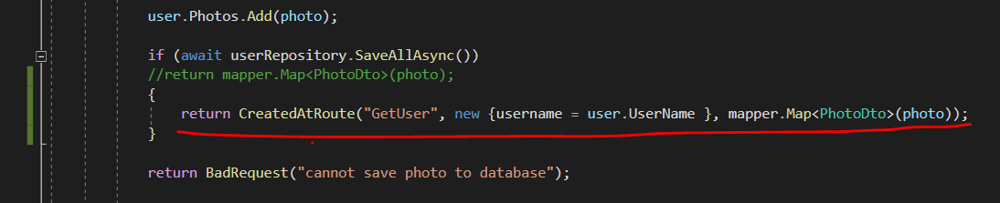 user.Photos.Add(photo);
if (await userRepository.SaveAllAsync())
//return mapper.Map<PhotoDto>(photo);
{
return CreatedAtRoute("GetUser", new {username = user.UserName }, mapper.Map<PhotoDto>(photo));
}
return BadRequest("cannot save photo to database");